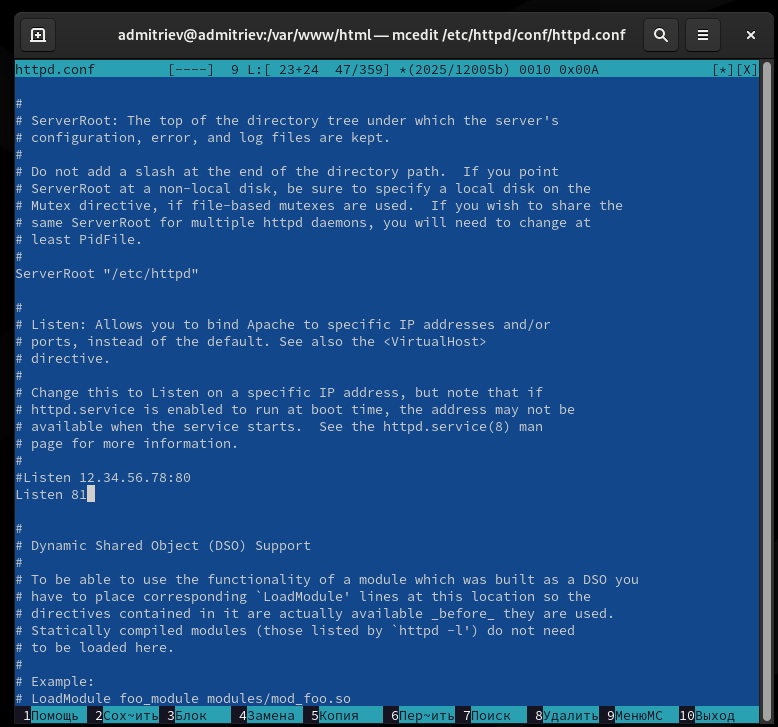 admitriev@admitriev:/var/www/html — mcedit /etc/httpd/conf/httpd.conf
httpd.conf         [----]  9 L:[ 23+24  47/359] *(2025/12005b) 0010 0x00A              [*][X]
#
# ServerRoot: The top of the directory tree under which the server's
# configuration, error, and log files are kept.
#
# Do not add a slash at the end of the directory path.  If you point
# ServerRoot at a non-local disk, be sure to specify a local disk on the
# Mutex directive, if file-based mutexes are used.  If you wish to share the
# same ServerRoot for multiple httpd daemons, you will need to change at
# least PidFile.
#
ServerRoot "/etc/httpd"
#
# Listen: Allows you to bind Apache to specific IP addresses and/or
# ports, instead of the default. See also the <VirtualHost>
# directive.
#
# Change this to Listen on a specific IP address, but note that if
# httpd.service is enabled to run at boot time, the address may not be
# available when the service starts.  See the httpd.service(8) man
# page for more information.
#
#Listen 12.34.56.78:80
Listen 81
#
# Dynamic Shared Object (DSO) Support
#
# To be able to use the functionality of a module which was built as a DSO you
# have to place corresponding `LoadModule' lines at this location so the
# directives contained in it are actually available _before_ they are used.
# Statically compiled modules (those listed by `httpd -l') do not need
# to be loaded here.
#
# Example:
# LoadModule foo_module modules/mod_foo.so
1Помощь 2Сох~ить 3Блок 4Замена 5Копия 6Пер~ить 7Поиск 8Удалить 9МенюMC 10Выход